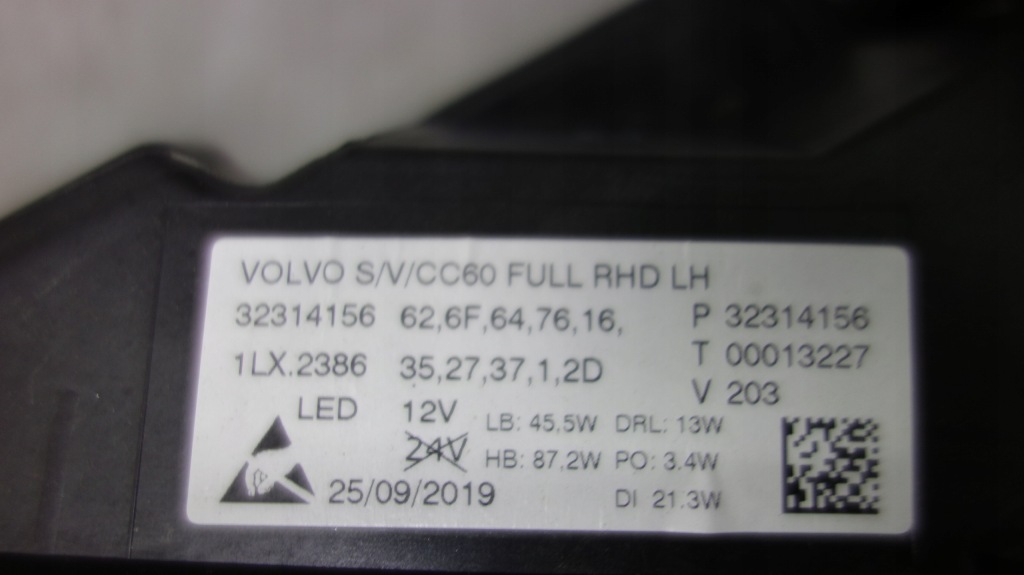 VOLVO S/V/CC60 FULL RHD LH
32314156 62,6F,64,76,16, P 32314156
1LX.2386 35,27,37,1,2D T 00013227
V 203
LED 12V LB: 45.5W DRL: 13W
24V HB: 87.2W PO: 3.4W
25/09/2019 DI 21.3W